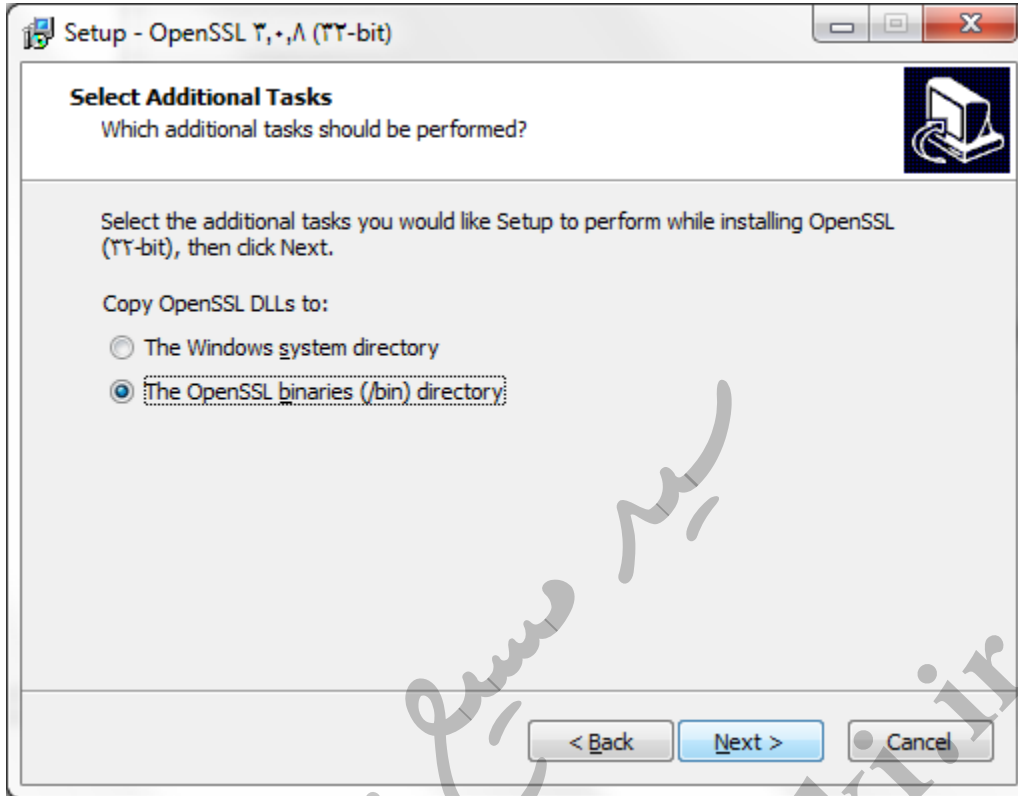 Setup - OpenSSL ۳,۰,۸ (۳۲-bit)
Select Additional Tasks
Which additional tasks should be performed?
Select the additional tasks you would like Setup to perform while installing OpenSSL
(۳۲-bit), then click Next.
Copy OpenSSL DLLs to:
The Windows system directory
The OpenSSL binaries (/bin) directory
< Back
Next >
Cancel